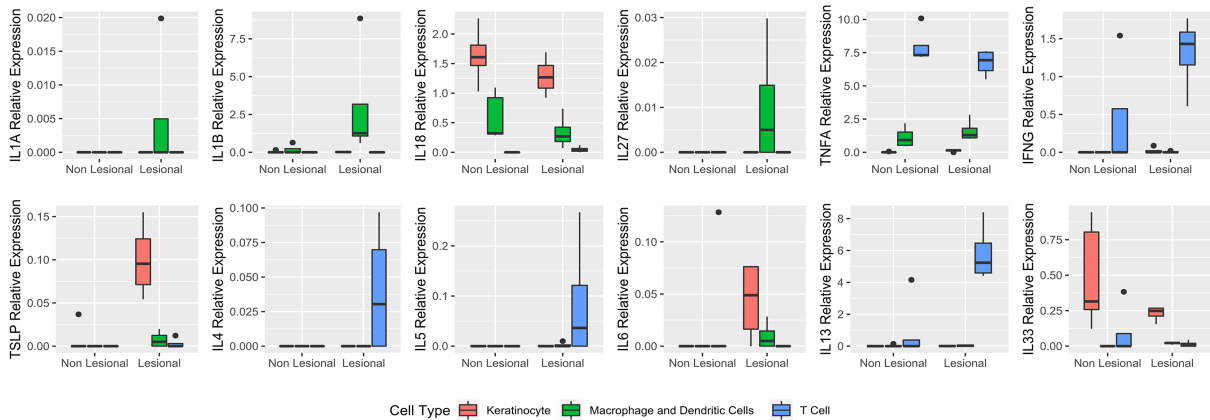 IL1A Relative Expression
0.020
0.015
0.010
0.005
0.000
Non Lesional Lesional
IL1B Relative Expression
7.5
5.0
2.5
0.0
Non Lesional Lesional
IL18 Relative Expression
2.0
1.5
1.0
0.5
0.0
Non Lesional Lesional
IL27 Relative Expression
0.03
0.02
0.01
0.00
Non Lesional Lesional
TNFA Relative Expression
10.0
7.5
5.0
2.5
0.0
Non Lesional Lesional
IFNG Relative Expression
1.5
1.0
0.5
0.0
Non Lesional Lesional
TSLP Relative Expression
0.15
0.10
0.05
0.00
Non Lesional Lesional
IL4 Relative Expression
0.100
0.075
0.050
0.025
0.000
Non Lesional Lesional
IL5 Relative Expression
0.2
0.1
0.0
Non Lesional Lesional
IL6 Relative Expression
0.10
0.05
0.00
Non Lesional Lesional
IL13 Relative Expression
8
6
4
2
0
Non Lesional Lesional
IL33 Relative Expression
0.75
0.50
0.25
0.00
Non Lesional Lesional
Cell Type Keratinocyte Macrophage and Dendritic Cells T Cell